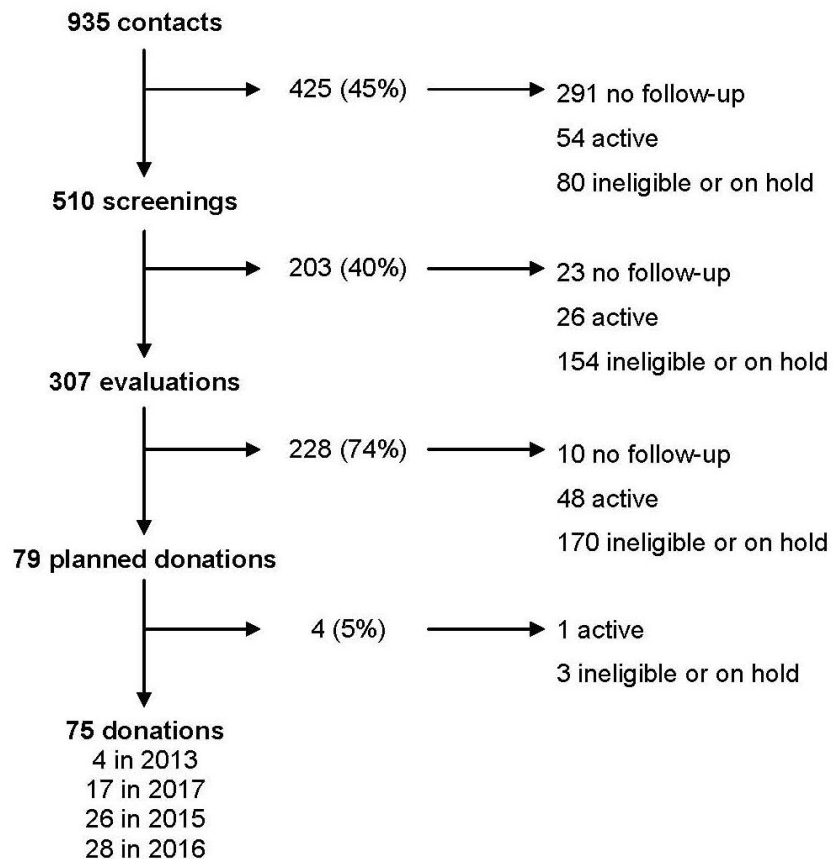 935 contacts
425 (45%)
291 no follow-up
54 active
80 ineligible or on hold
510 screenings
203 (40%)
23 no follow-up
26 active
154 ineligible or on hold
307 evaluations
228 (74%)
10 no follow-up
48 active
170 ineligible or on hold
79 planned donations
4 (5%)
1 active
3 ineligible or on hold
75 donations
4 in 2013
17 in 2017
26 in 2015
28 in 2016